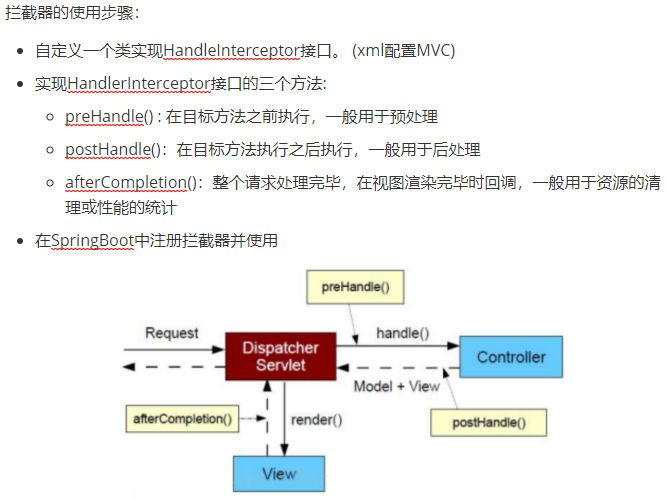 拦截器的使用步骤：
自定义一个类实现HandleInterceptor接口。 (xml配置MVC)
实现HandlerInterceptor接口的三个方法:
preHandle() : 在目标方法之前执行，一般用于预处理
postHandle()：在目标方法执行之后执行，一般用于后处理
afterCompletion()：整个请求处理完毕，在视图渲染完毕时回调，一般用于资源的清
理或性能的统计
在SpringBoot中注册拦截器并使用
preHandle()
Request
handle()
Dispatcher
Servlet
Controller
Model + View
afterCompletion()
render()
postHandle()
View